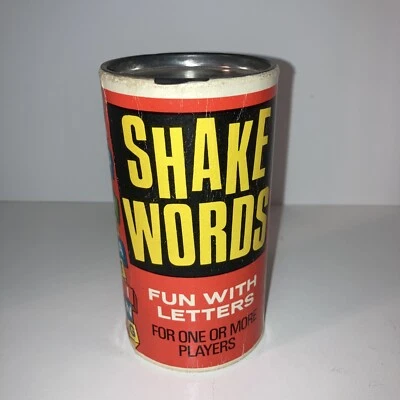 SHAKE
WORDS
FUN WITH
LETTERS
FOR ONE OR MORE
PLAYERS